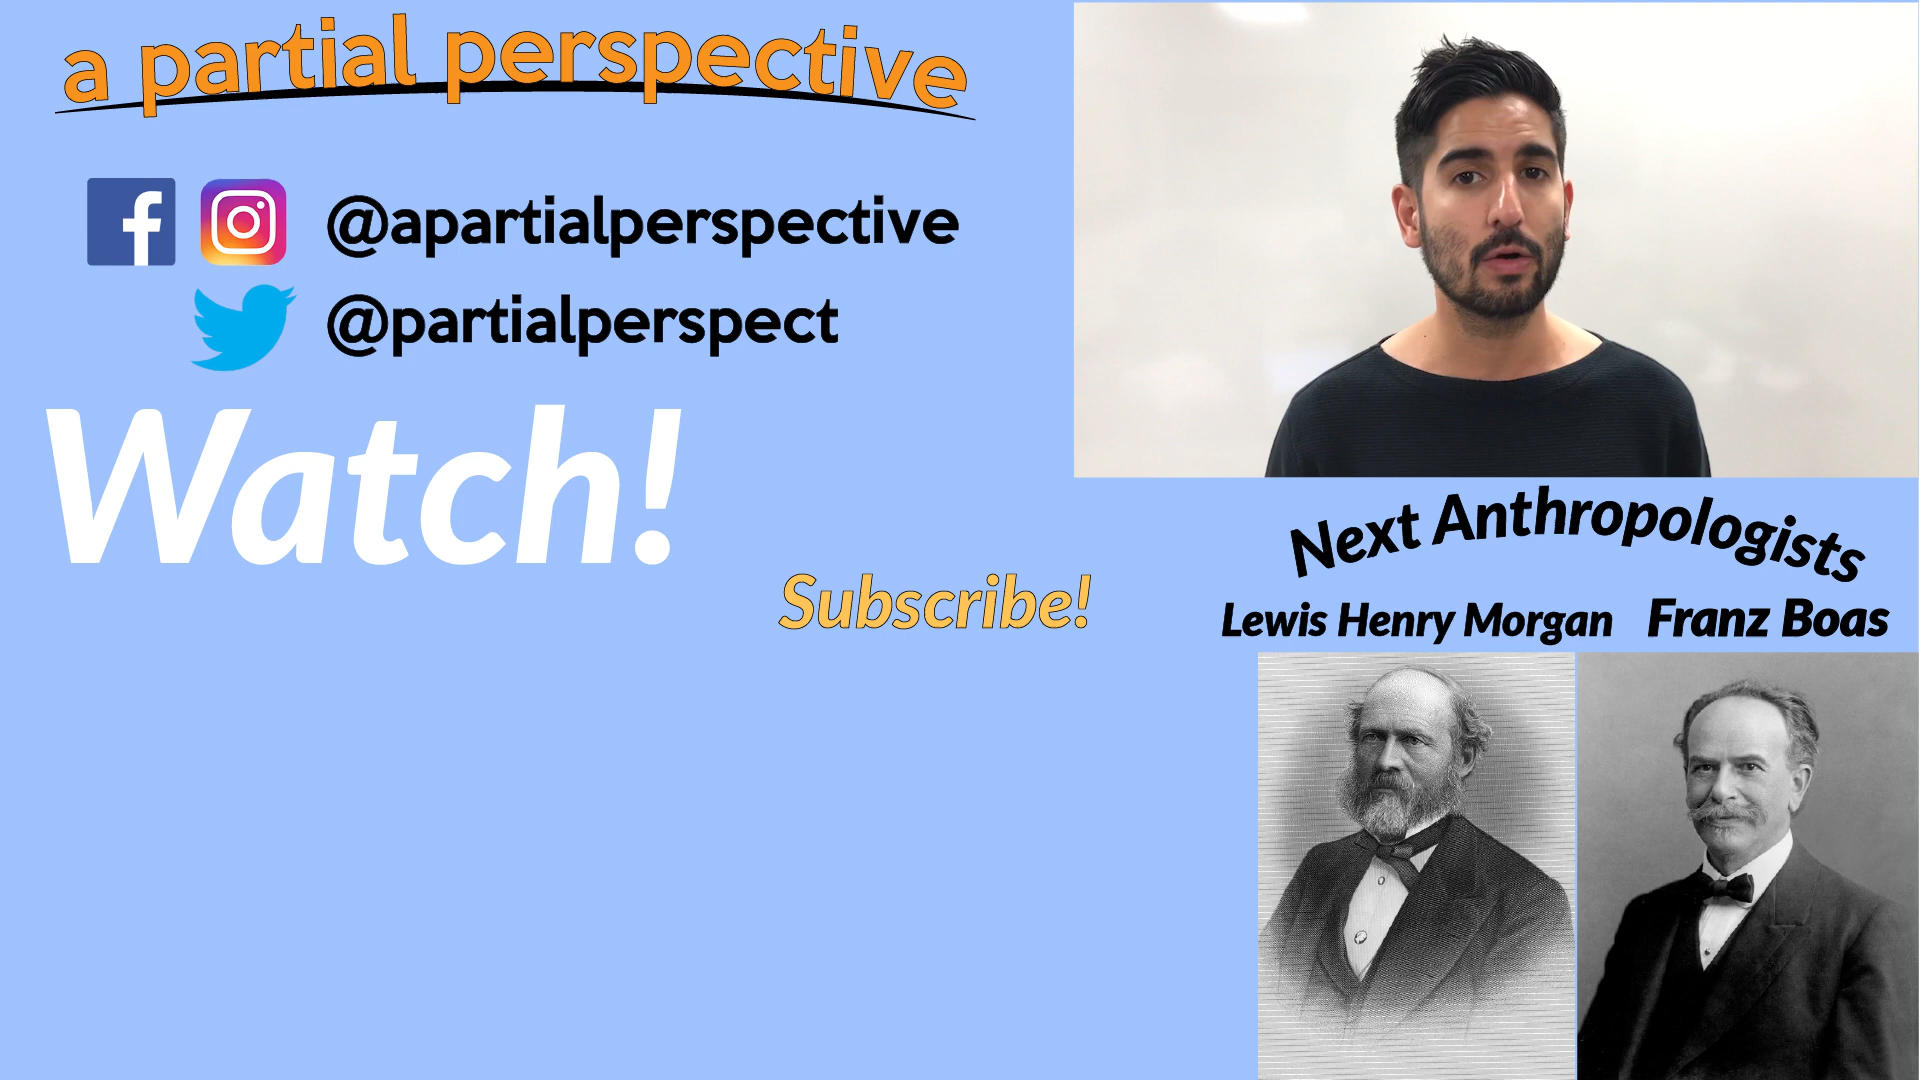 a partial perspective
@apartialperspective
@partialperspect
Watch!
Subscribe!
Next Anthropologists
Lewis Henry Morgan
Franz Boas